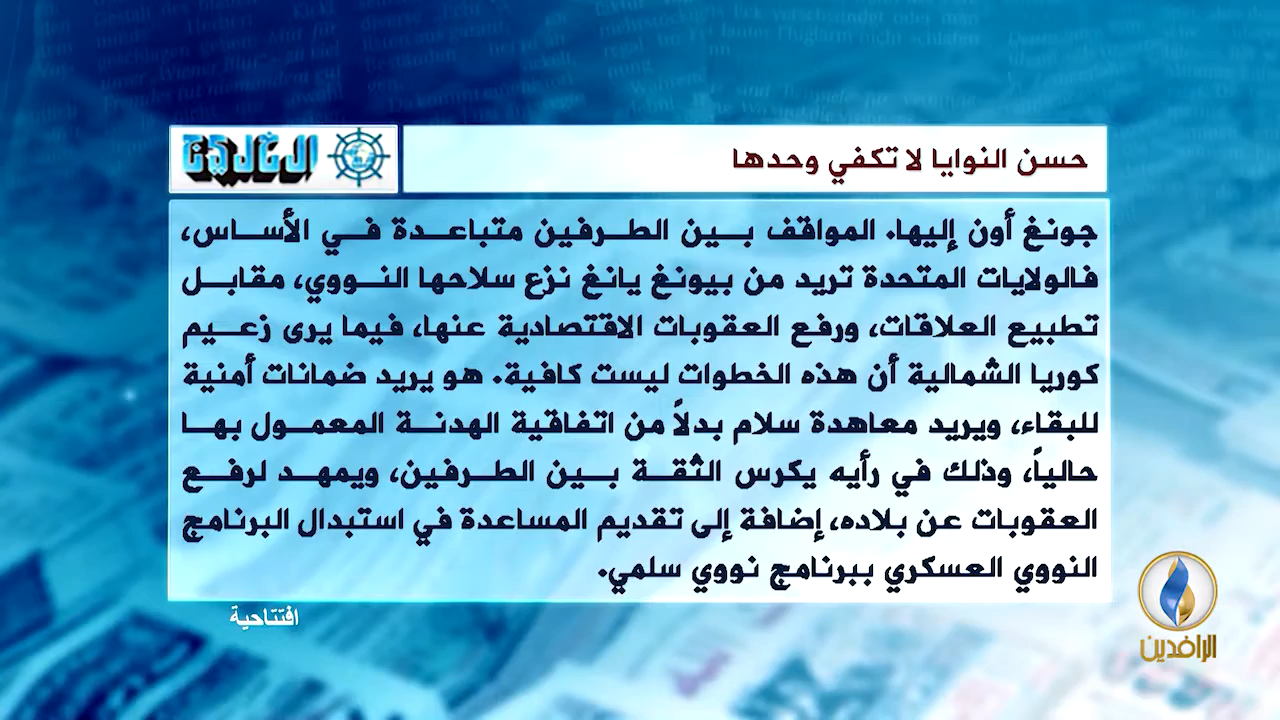 حسن النوايا لا تكفي وحدها
الخليج
جونغ أون إليها. المواقف بين الطرفين متباعدة في الأساس،
فالولايات المتحدة تريد من بيونغ يانغ نزع سلاحها النووي، مقابل
تطبيع العلاقات، ورفع العقوبات الاقتصادية عنها، فيما يرى زعيم
كوريا الشمالية أن هذه الخطوات ليست كافية. هو يريد ضمانات أمنية
للبقاء، ويريد معاهدة سلام بدلاً من اتفاقية الهدنة المعمول بها
حالياً، وذلك في رأيه يكرس الثقة بين الطرفين، ويمهد لرفع
العقوبات عن بلاده، إضافة إلى تقديم المساعدة في استبدال البرنامج
النووي العسكري ببرنامج نووي سلمي.
افتتاحية
الرافدين